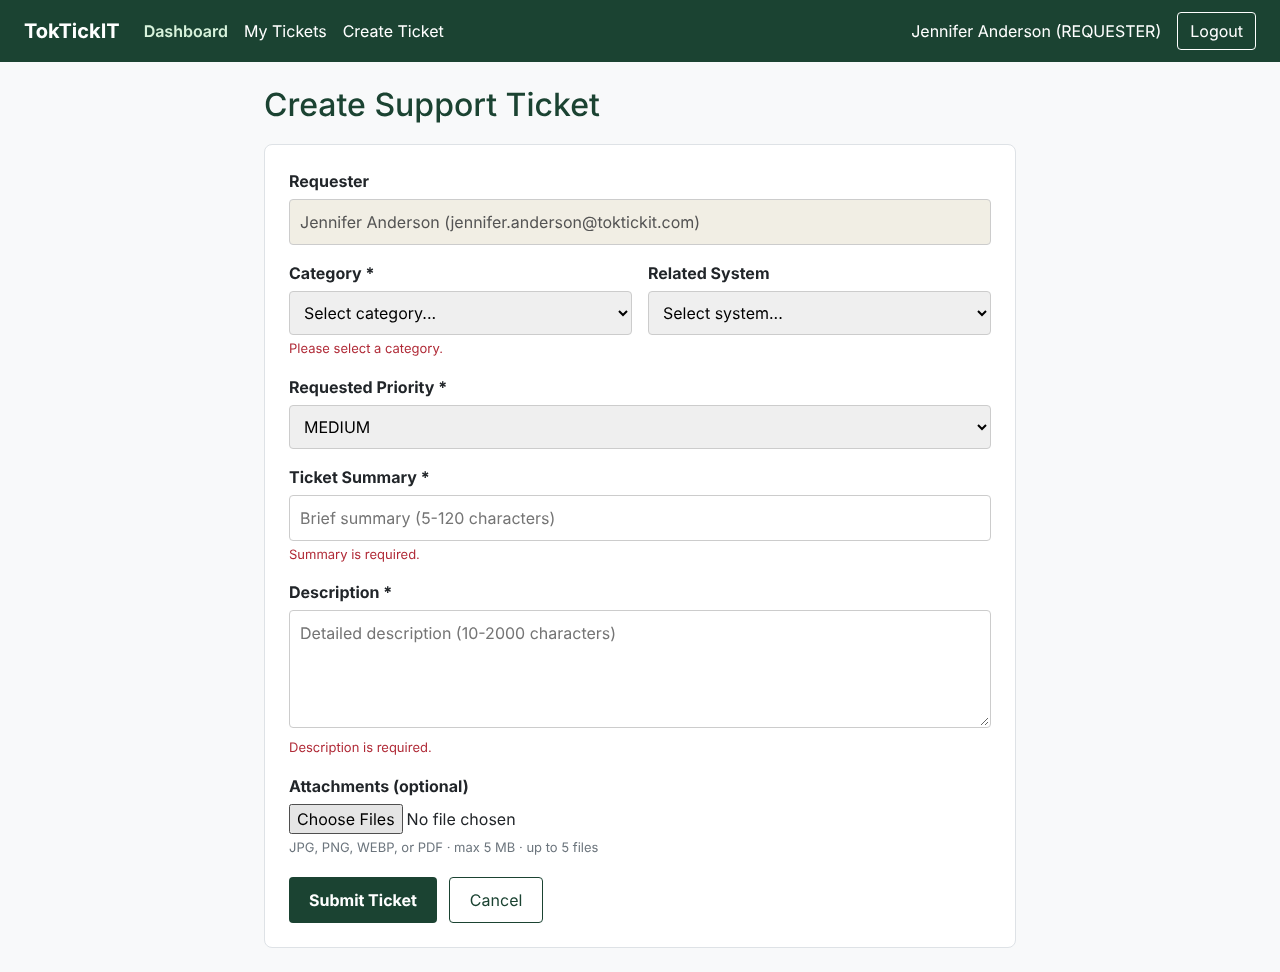 TokTickIT Dashboard My Tickets Create Ticket Jennifer Anderson (REQUESTER) Logout
Create Support Ticket
Requester
Jennifer Anderson (jennifer.anderson@toktickit.com)
Category * Related System
Select category... Select system...
Please select a category.
Requested Priority *
MEDIUM
Ticket Summary *
Brief summary (5-120 characters)
Summary is required.
Description *
Detailed description (10-2000 characters)
Description is required.
Attachments (optional)
Choose Files No file chosen
JPG, PNG, WEBP, or PDF · max 5 MB · up to 5 files
Submit Ticket Cancel